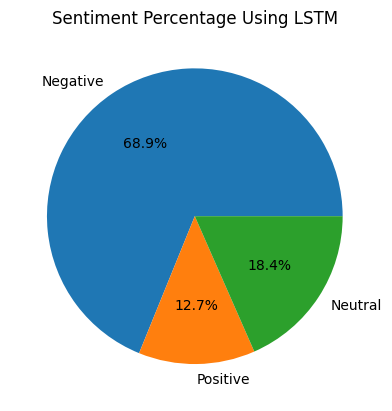 Sentiment Percentage Using LSTM
Negative
68.9%
18.4%
12.7%
Neutral
Positive